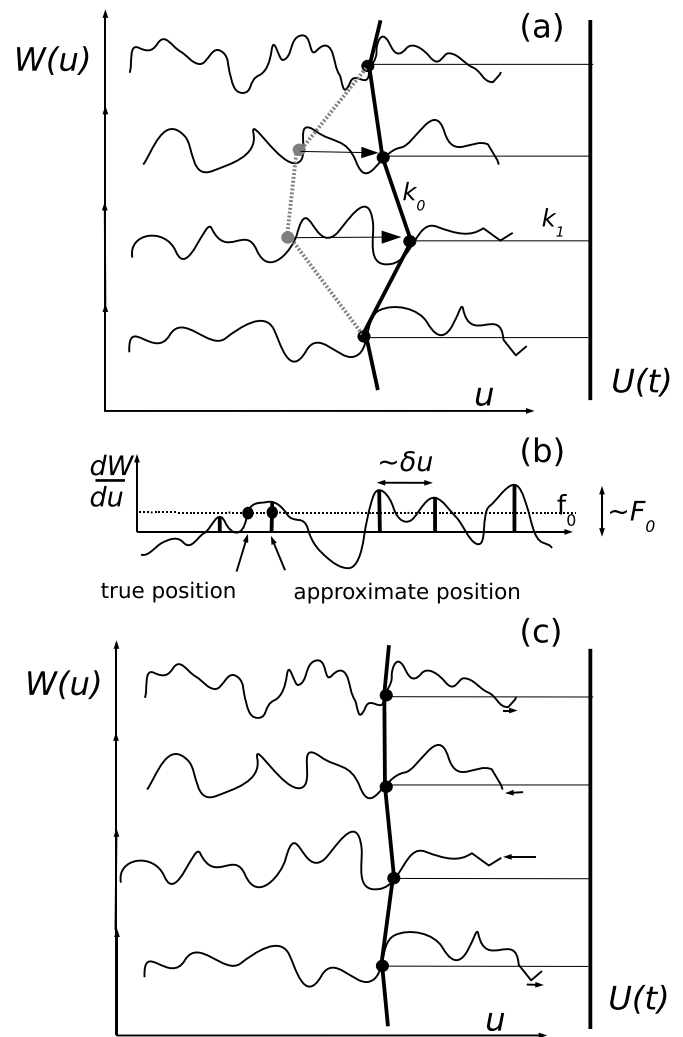 (a)
W(u)
k₀
k₁
U(t)
u
(b)
dW
du
~δu
f₀
~F₀
true position
approximate position
(c)
W(u)
U(t)
u